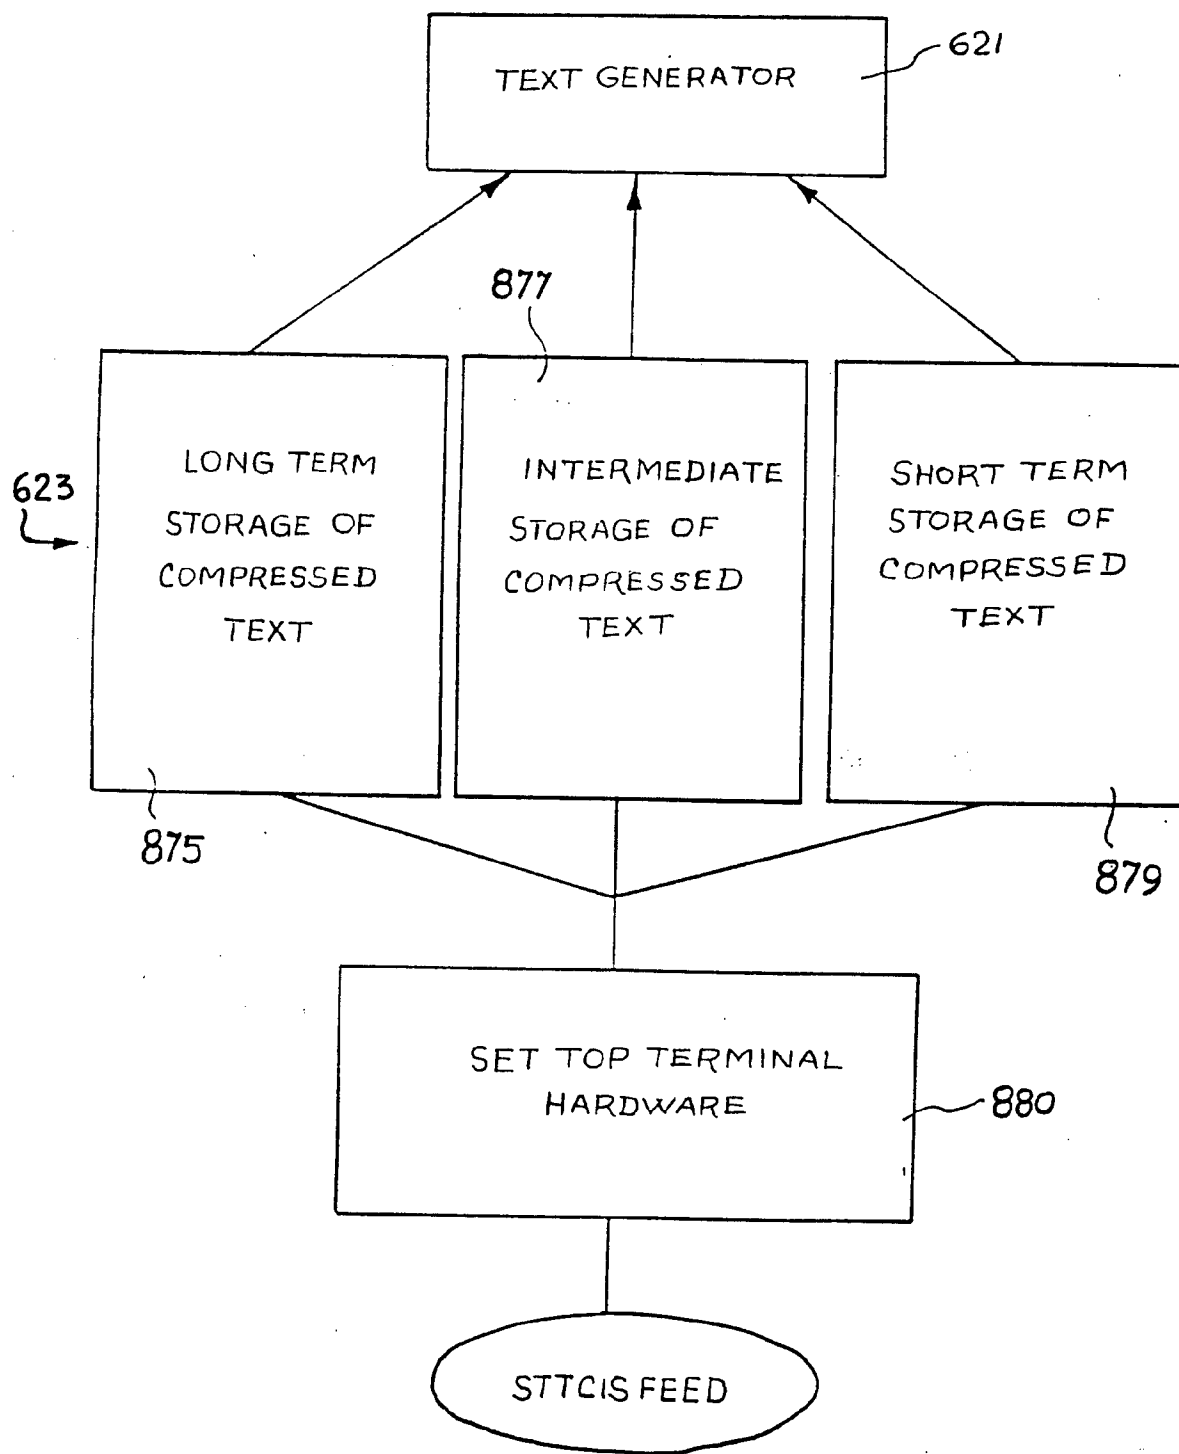 TEXT GENERATOR
621
877
623
LONG TERM
STORAGE OF
COMPRESSED
TEXT
INTERMEDIATE
STORAGE OF
COMPRESSED
TEXT
SHORT TERM
STORAGE OF
COMPRESSED
TEXT
875
879
SET TOP TERMINAL
HARDWARE
880
STTCIS FEED